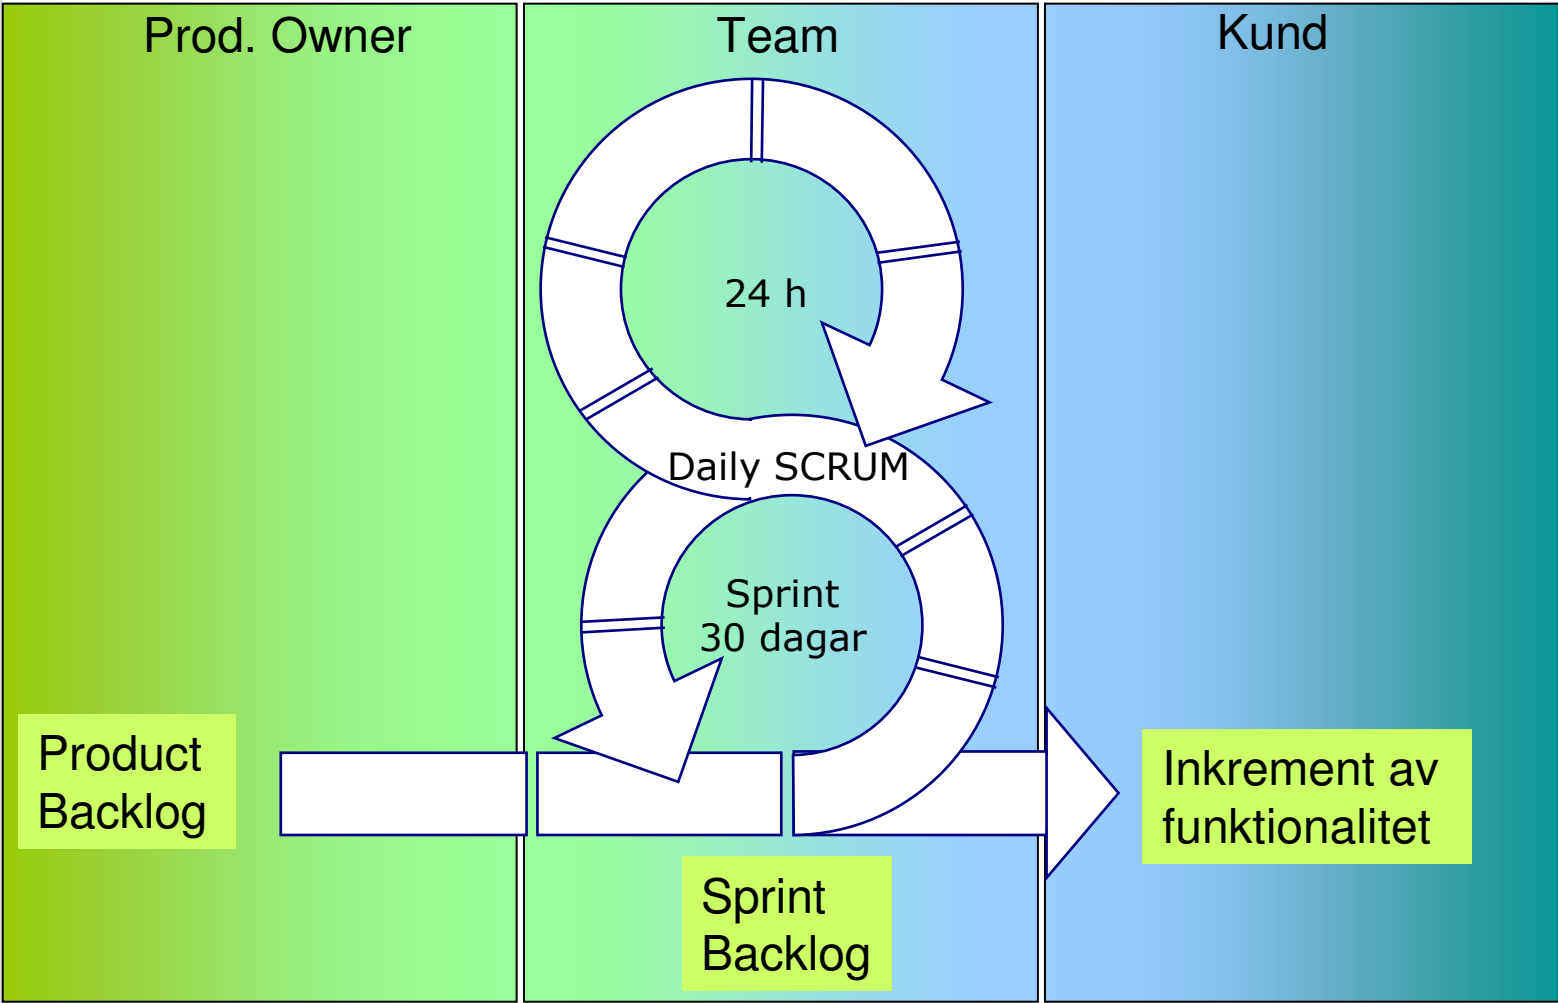 Prod. Owner
Team
Kund
24 h
Daily SCRUM
Sprint
30 dagar
Product
Backlog
Inkrement av
funktionalitet
Sprint
Backlog